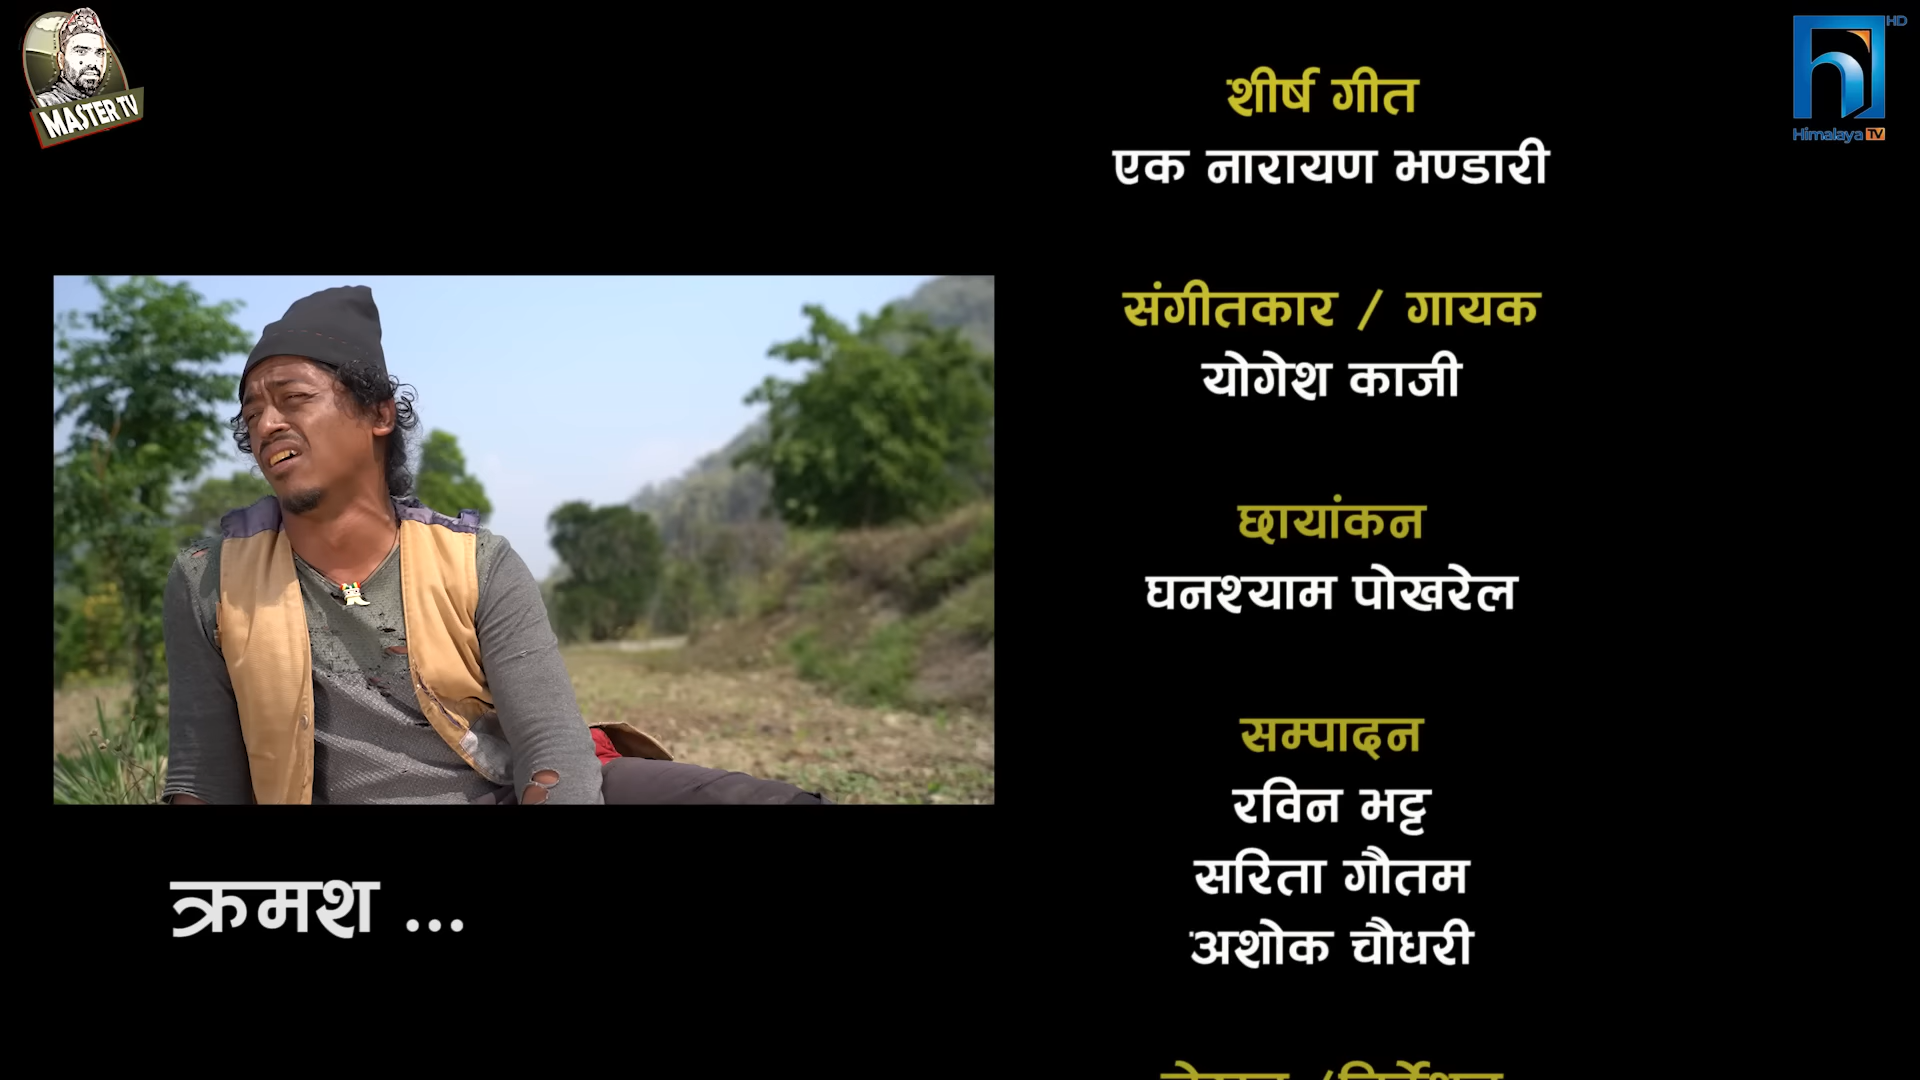 MASTER TV
HD
Himalaya TV
शीर्ष गीत
एक नारायण भण्डारी
संगीतकार / गायक
योगेश काजी
छायांकन
घनश्याम पोखरेल
सम्पादन
रविन भट्ट
सरिता गौतम
अशोक चौधरी
क्रमश ...